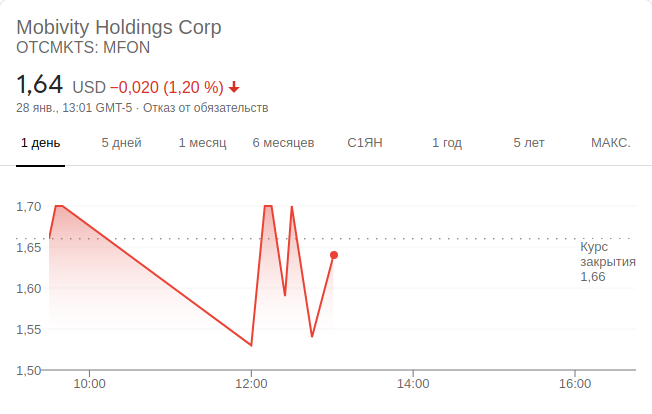 Mobivity Holdings Corp
OTCMKTS: MFON
1,64 USD −0,020 (1,20 %)
28 янв., 13:01 GMT-5 · Отказ от обязательств
1 день 5 дней 1 месяц 6 месяцев С1ЯН 1 год 5 лет МАКС.
1,70
1,65
1,60
1,55
1,50
Курс
закрытия
1,66
10:00 12:00 14:00 16:00